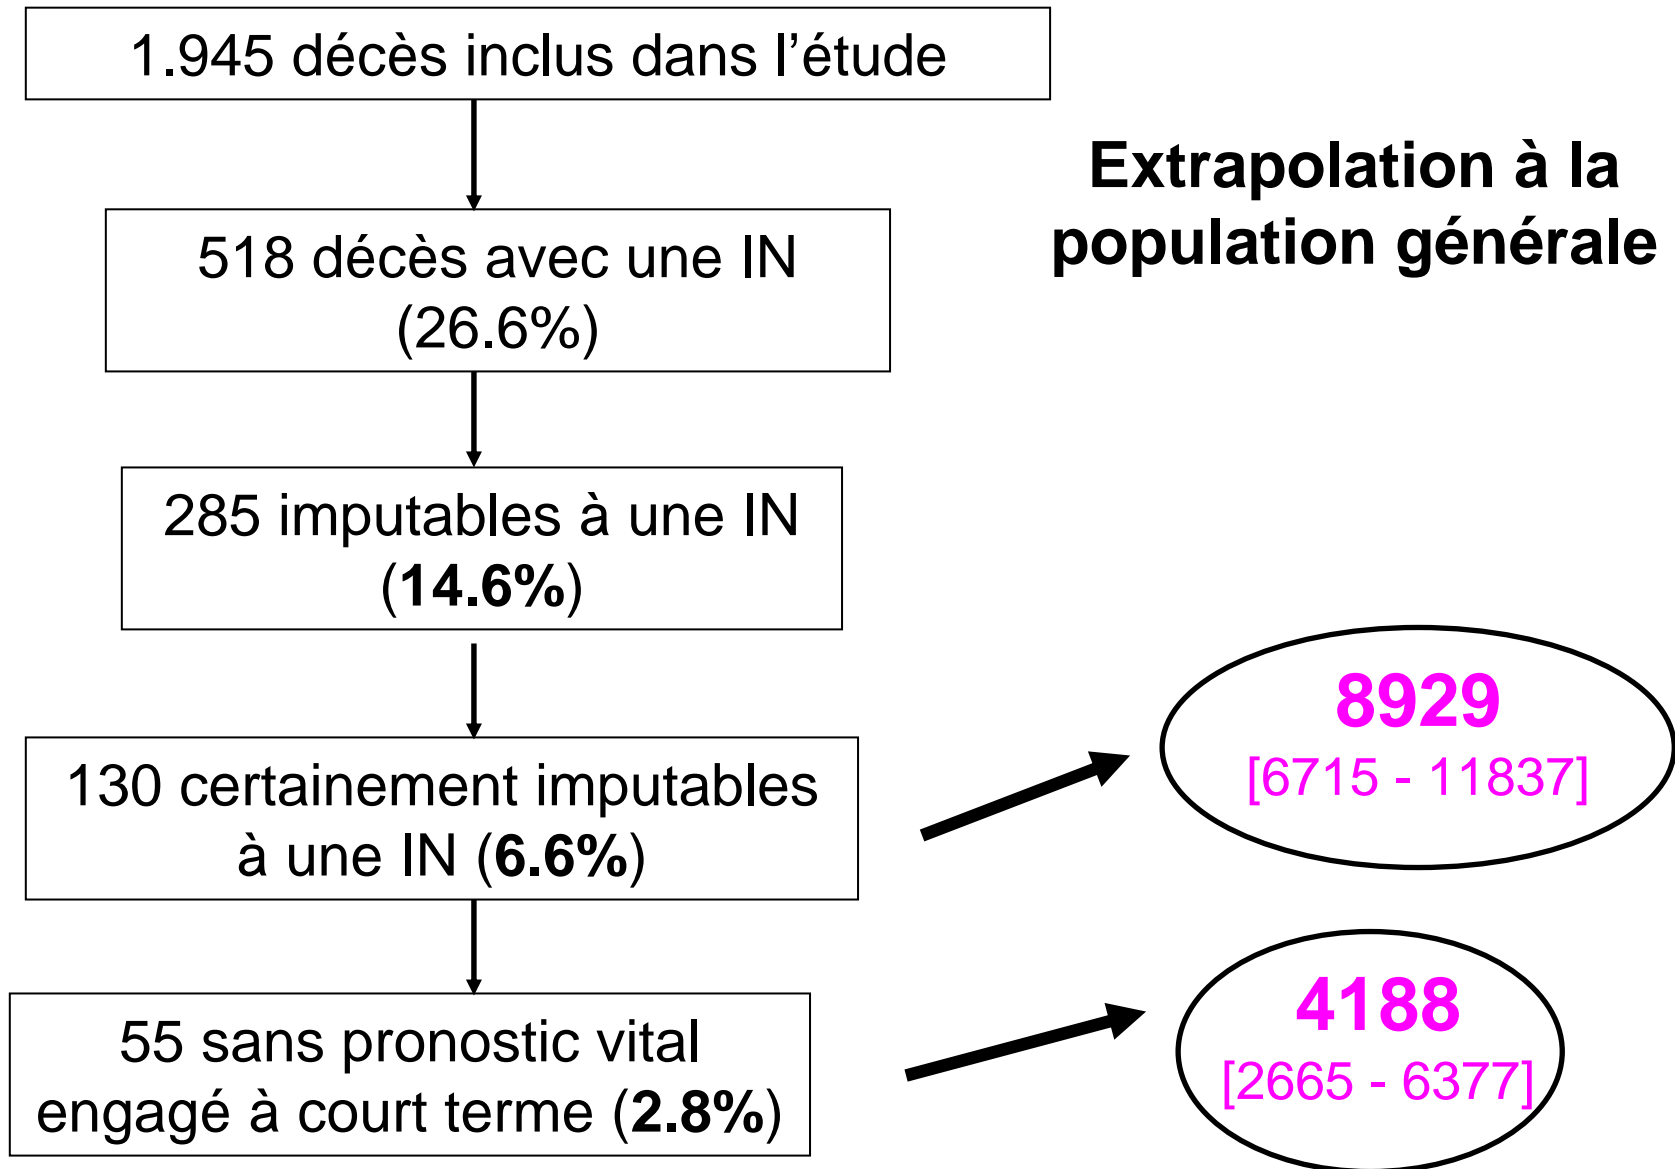 1.945 décès inclus dans l’étude
Extrapolation à la
population générale
518 décès avec une IN
(26.6%)
285 imputables à une IN
(14.6%)
130 certainement imputables
à une IN (6.6%)
8929
[6715 - 11837]
55 sans pronostic vital
engagé à court terme (2.8%)
4188
[2665 - 6377]